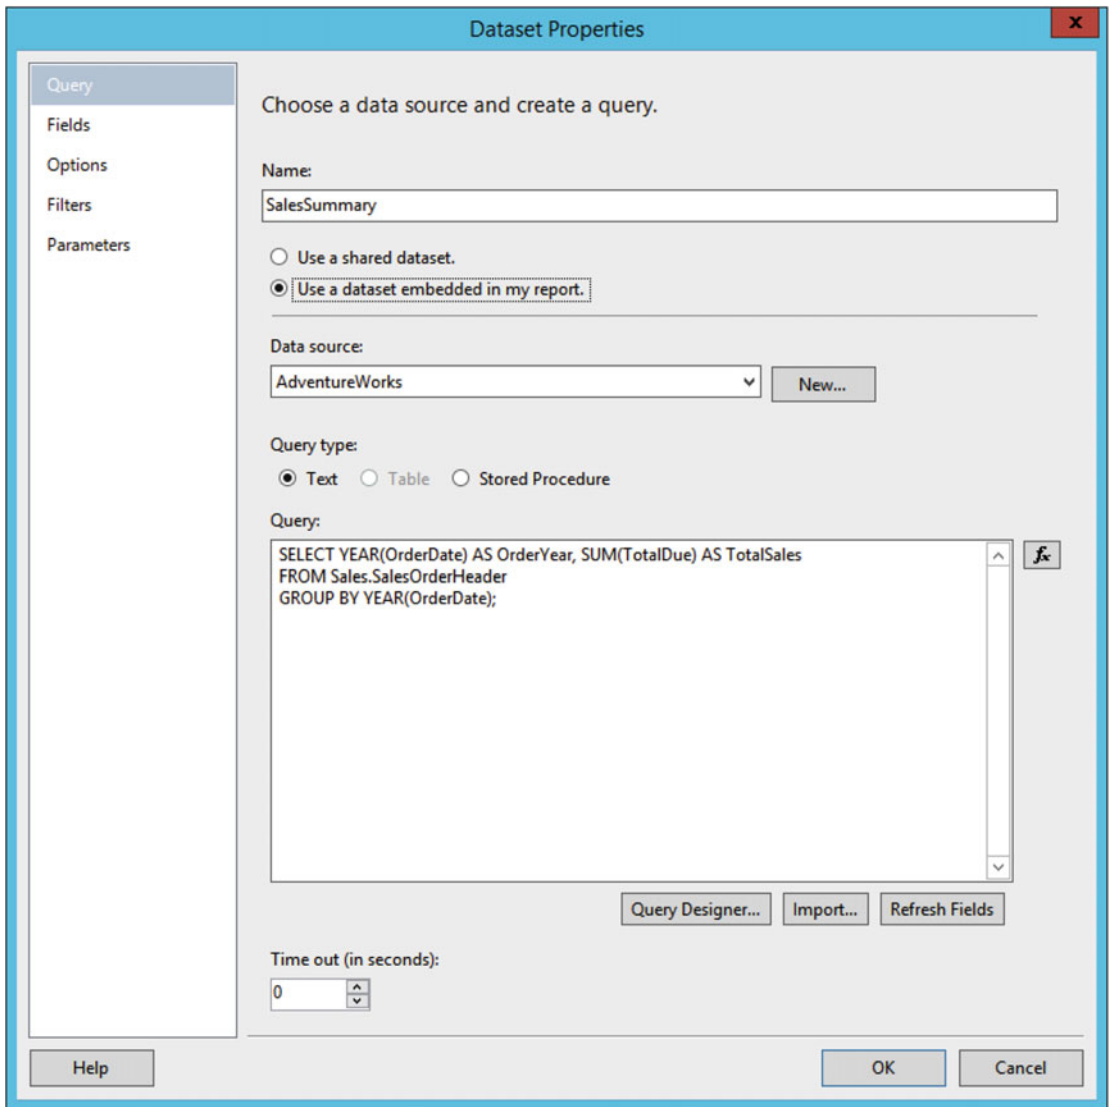 Dataset Properties
x
Query
Fields
Options
Filters
Parameters
Choose a data source and create a query.
Name:
SalesSummary
Use a shared dataset.
Use a dataset embedded in my report.
Data source:
AdventureWorks
New...
Query type:
Text Table Stored Procedure
Query:
SELECT YEAR(OrderDate) AS OrderYear, SUM(TotalDue) AS TotalSales
FROM Sales.SalesOrderHeader
GROUP BY YEAR(OrderDate);
fx
Query Designer... Import... Refresh Fields
Time out (in seconds):
0
Help OK Cancel